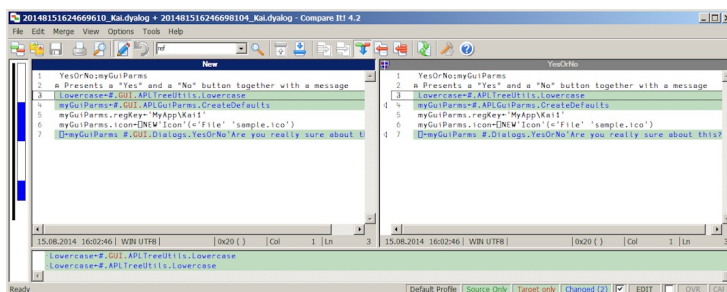 201481516246696​10_Kai.dyalog + 201481516246698104_Kai.dyalog - Compare It! 4.2
File Edit Merge View Options Tools Help
ref
New
YesOrNo
1 YesOrNo;myGuiParms
2 ⍝ Presents a "Yes" and a "No" button together with a message
3 Lowercase←#.GUI.APLTreeUtils.Lowercase
4 myGuiParms←#.GUI.APLGuiParms.CreateDefaults
5 myGuiParms.regKey←'MyApp\Kai1'
6 myGuiParms.icon←⎕NEW'Icon'(⊂'File' 'sample.ico')
7 ⎕←myGuiParms #.GUI.Dialogs.YesOrNo'Are you really sure about t
1 YesOrNo;myGuiParms
2 ⍝ Presents a "Yes" and a "No" button together with a message
3 Lowercase←#.APLTreeUtils.Lowercase
4 myGuiParms←#.APLGuiParms.CreateDefaults
5 myGuiParms.regKey←'MyApp\Kai1'
6 myGuiParms.icon←⎕NEW'Icon'(⊂'File' 'sample.ico')
7 ⎕←myGuiParms #.Dialogs.YesOrNo'Are you really sure about this?
15.08.2014 16:02:46 WIN UTF8 0x20 ( ) Col 1 Ln 3
15.08.2014 16:02:46 WIN UTF8 0x20 ( ) Col 1 Ln 3
Lowercase←#.GUI.APLTreeUtils.Lowercase
Lowercase←#.APLTreeUtils.Lowercase
Ready Default Profile Source Only Target only Changed (2) EDIT OVR CAP